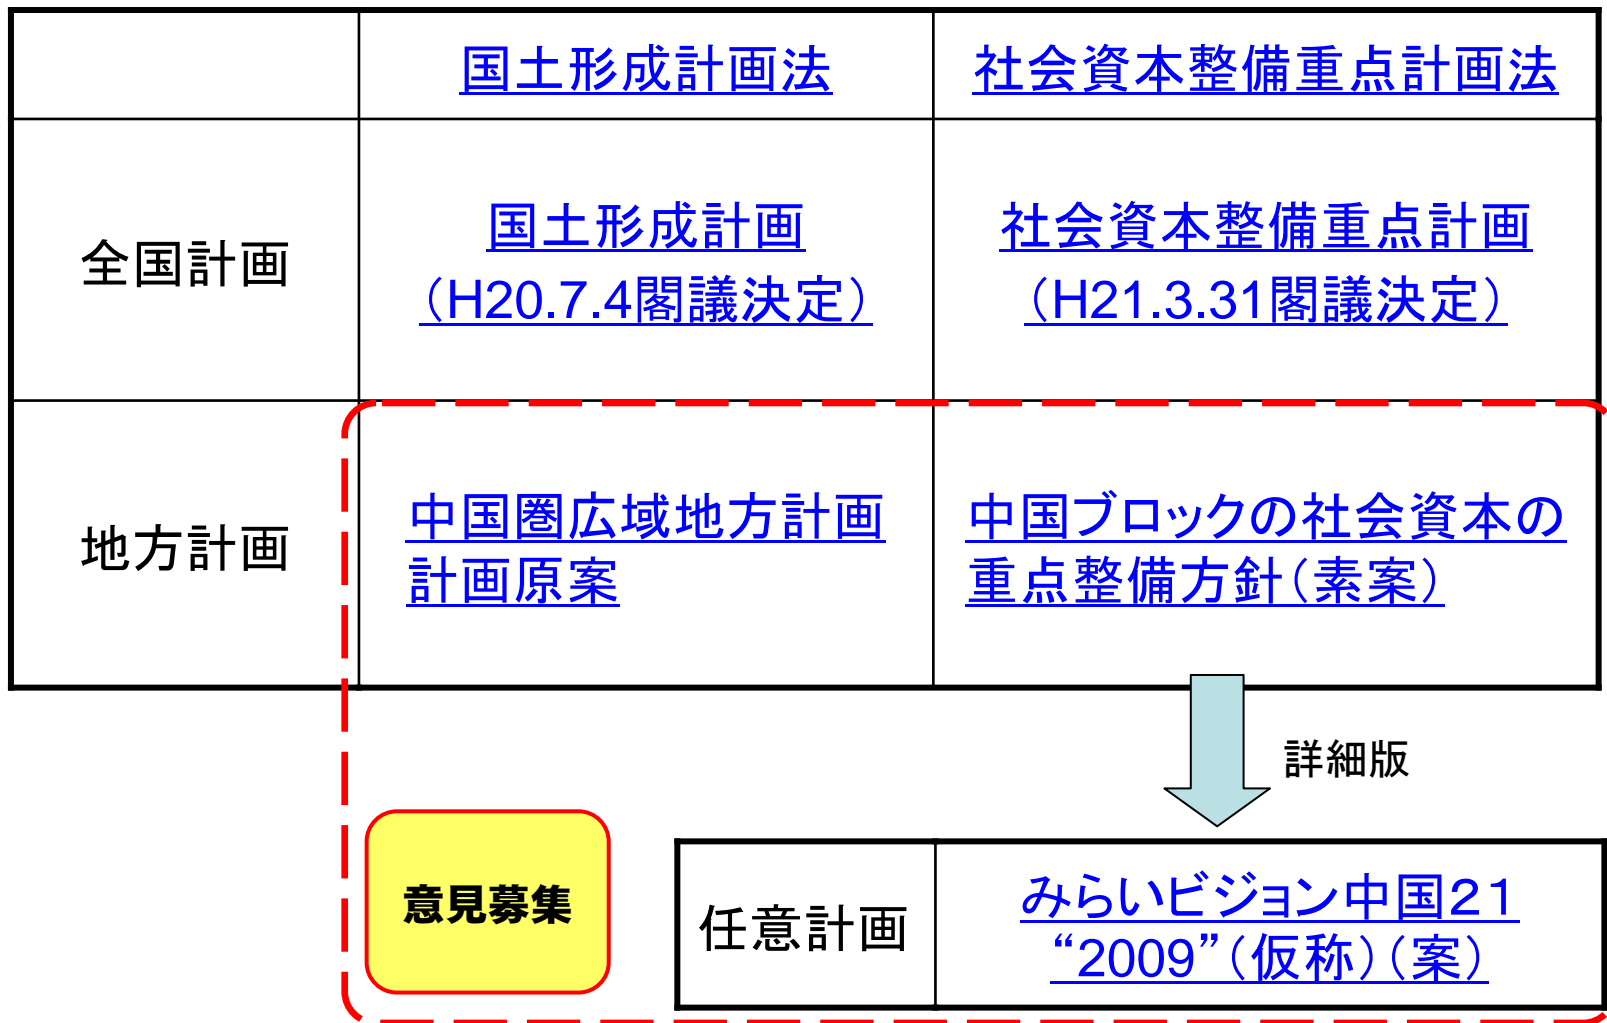 国土形成計画法
社会資本整備重点計画法
全国計画
国土形成計画
（H20.7.4閣議決定）
社会資本整備重点計画
（H21.3.31閣議決定）
地方計画
中国圏広域地方計画
計画原案
中国ブロックの社会資本の
重点整備方針（素案）
詳細版
意見募集
任意計画
みらいビジョン中国２１
“2009”（仮称）（案）